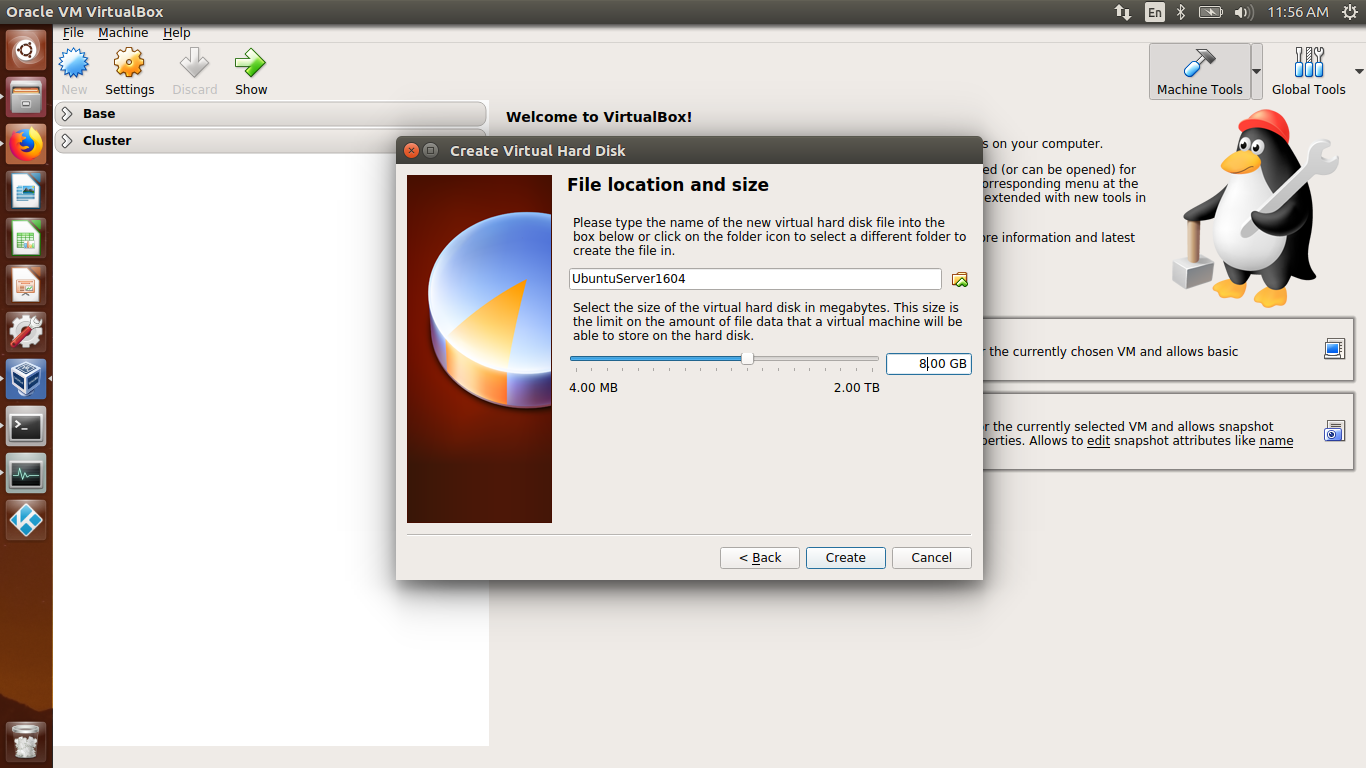 Oracle VM VirtualBox
En
11:56 AM
File Machine Help
New
Settings
Discard
Show
Machine Tools
Global Tools
Base
Cluster
Welcome to VirtualBox!
s on your computer.
ed (or can be opened) for
orresponding menu at the
extended with new tools in
ore information and latest
r the currently chosen VM and allows basic
or the currently selected VM and allows snapshot
perties. Allows to edit snapshot attributes like name
Create Virtual Hard Disk
File location and size
Please type the name of the new virtual hard disk file into the
box below or click on the folder icon to select a different folder to
create the file in.
UbuntuServer1604
Select the size of the virtual hard disk in megabytes. This size is
the limit on the amount of file data that a virtual machine will be
able to store on the hard disk.
8.00 GB
4.00 MB
2.00 TB
< Back
Create
Cancel